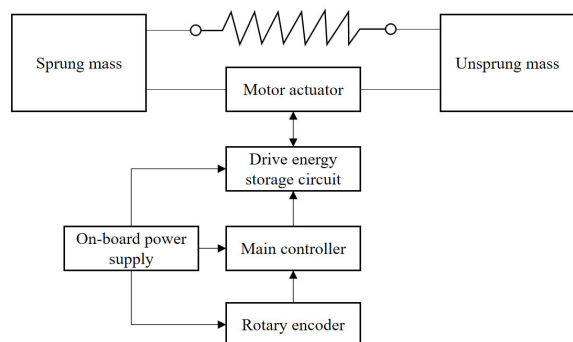 Sprung mass
Unsprung mass
Motor actuator
Drive energy
storage circuit
On-board power
supply
Main controller
Rotary encoder